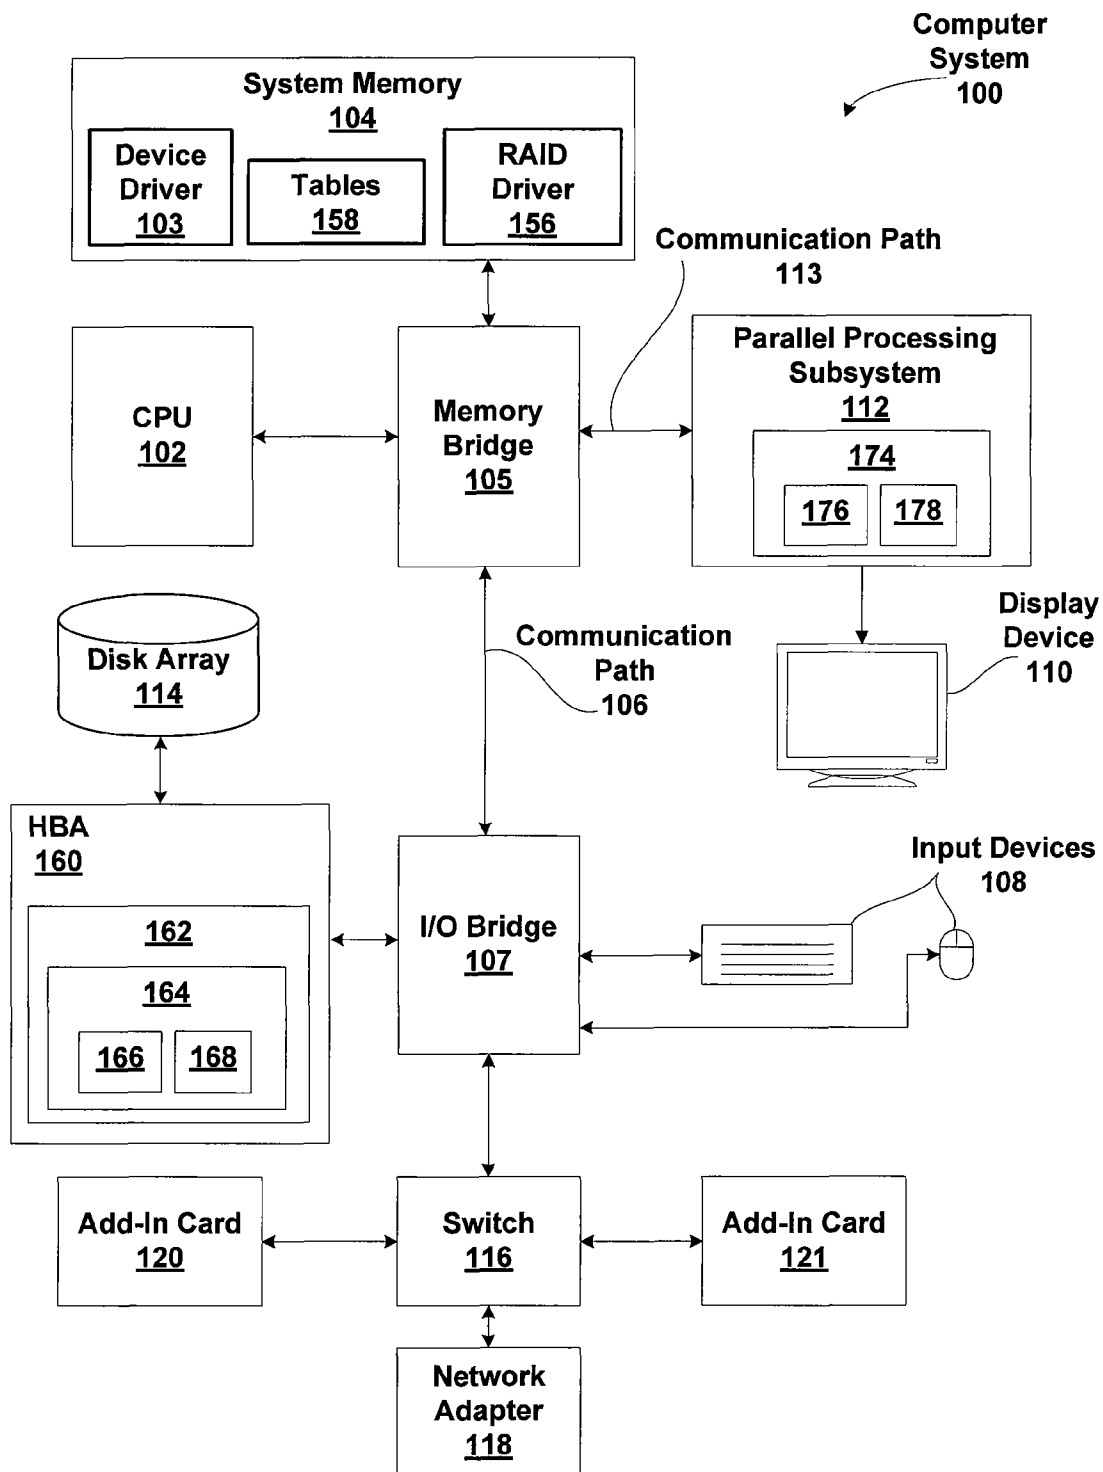 Computer
System
100
System Memory
104
Device
Driver
103
Tables
158
RAID
Driver
156
Communication Path
113
CPU
102
Memory
Bridge
105
Parallel Processing
Subsystem
112
174
176
178
Disk Array
114
Communication
Path
106
Display
Device
110
HBA
160
162
164
166
168
I/O Bridge
107
Input Devices
108
Add-In Card
120
Switch
116
Add-In Card
121
Network
Adapter
118